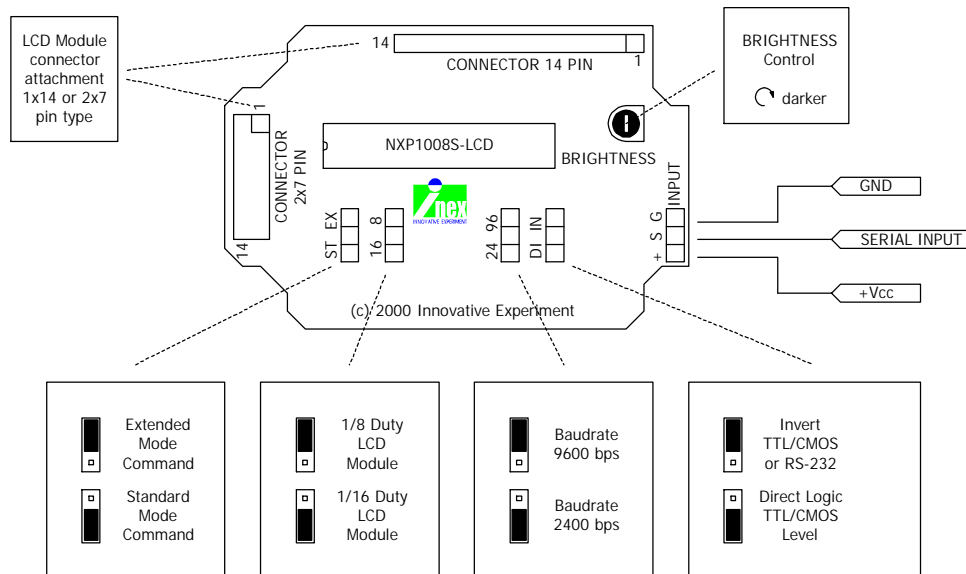 LCD Module
connector
attachment
1x14 or 2x7
pin type
14
1
CONNECTOR 14 PIN
BRIGHTNESS
Control
darker
1
CONNECTOR
2x7 PIN
14
NXP1008S-LCD
BRIGHTNESS
inex
INNOVATIVE EXPERIMENT
ST EX
16 8
24 96
DI IN
+ S G
INPUT
GND
SERIAL INPUT
+Vcc
(c) 2000 Innovative Experiment
Extended
Mode
Command
Standard
Mode
Command
1/8 Duty
LCD
Module
1/16 Duty
LCD
Module
Baudrate
9600 bps
Baudrate
2400 bps
Invert
TTL/CMOS
or RS-232
Direct Logic
TTL/CMOS
Level